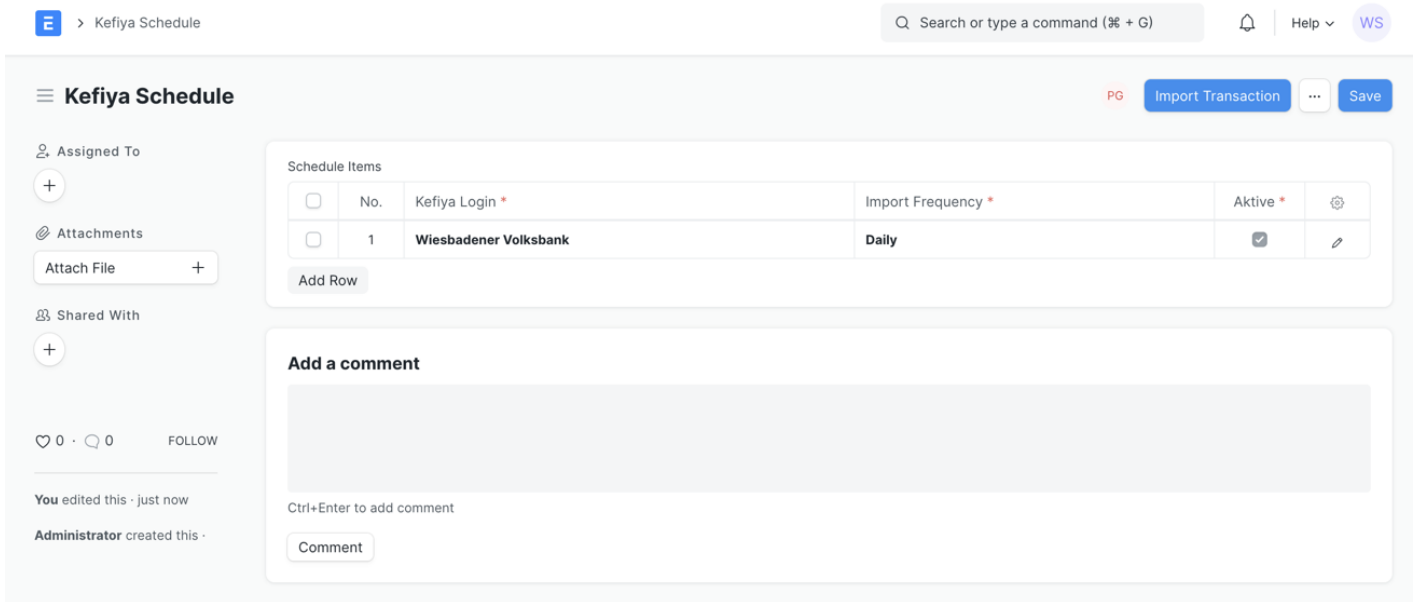 E > Kefiya Schedule Search or type a command (⌘ + G) Help WS
Kefiya Schedule PG Import Transaction ... Save
Assigned To
+
Attachments
Attach File +
Shared With
+
0 · 0 FOLLOW
You edited this · just now
Administrator created this ·
Schedule Items
No. Kefiya Login * Import Frequency * Aktive *
1 Wiesbadener Volksbank Daily
Add Row
Add a comment
Ctrl+Enter to add comment
Comment